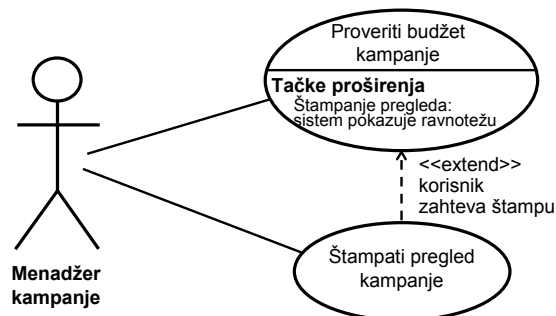 Proveriti budžet
kampanje
Tačke proširenja
Štampanje pregleda:
sistem pokazuje ravnotežu
<<extend>>
korisnik
zahteva štampu
Štampati pregled
kampanje
Menadžer
kampanje